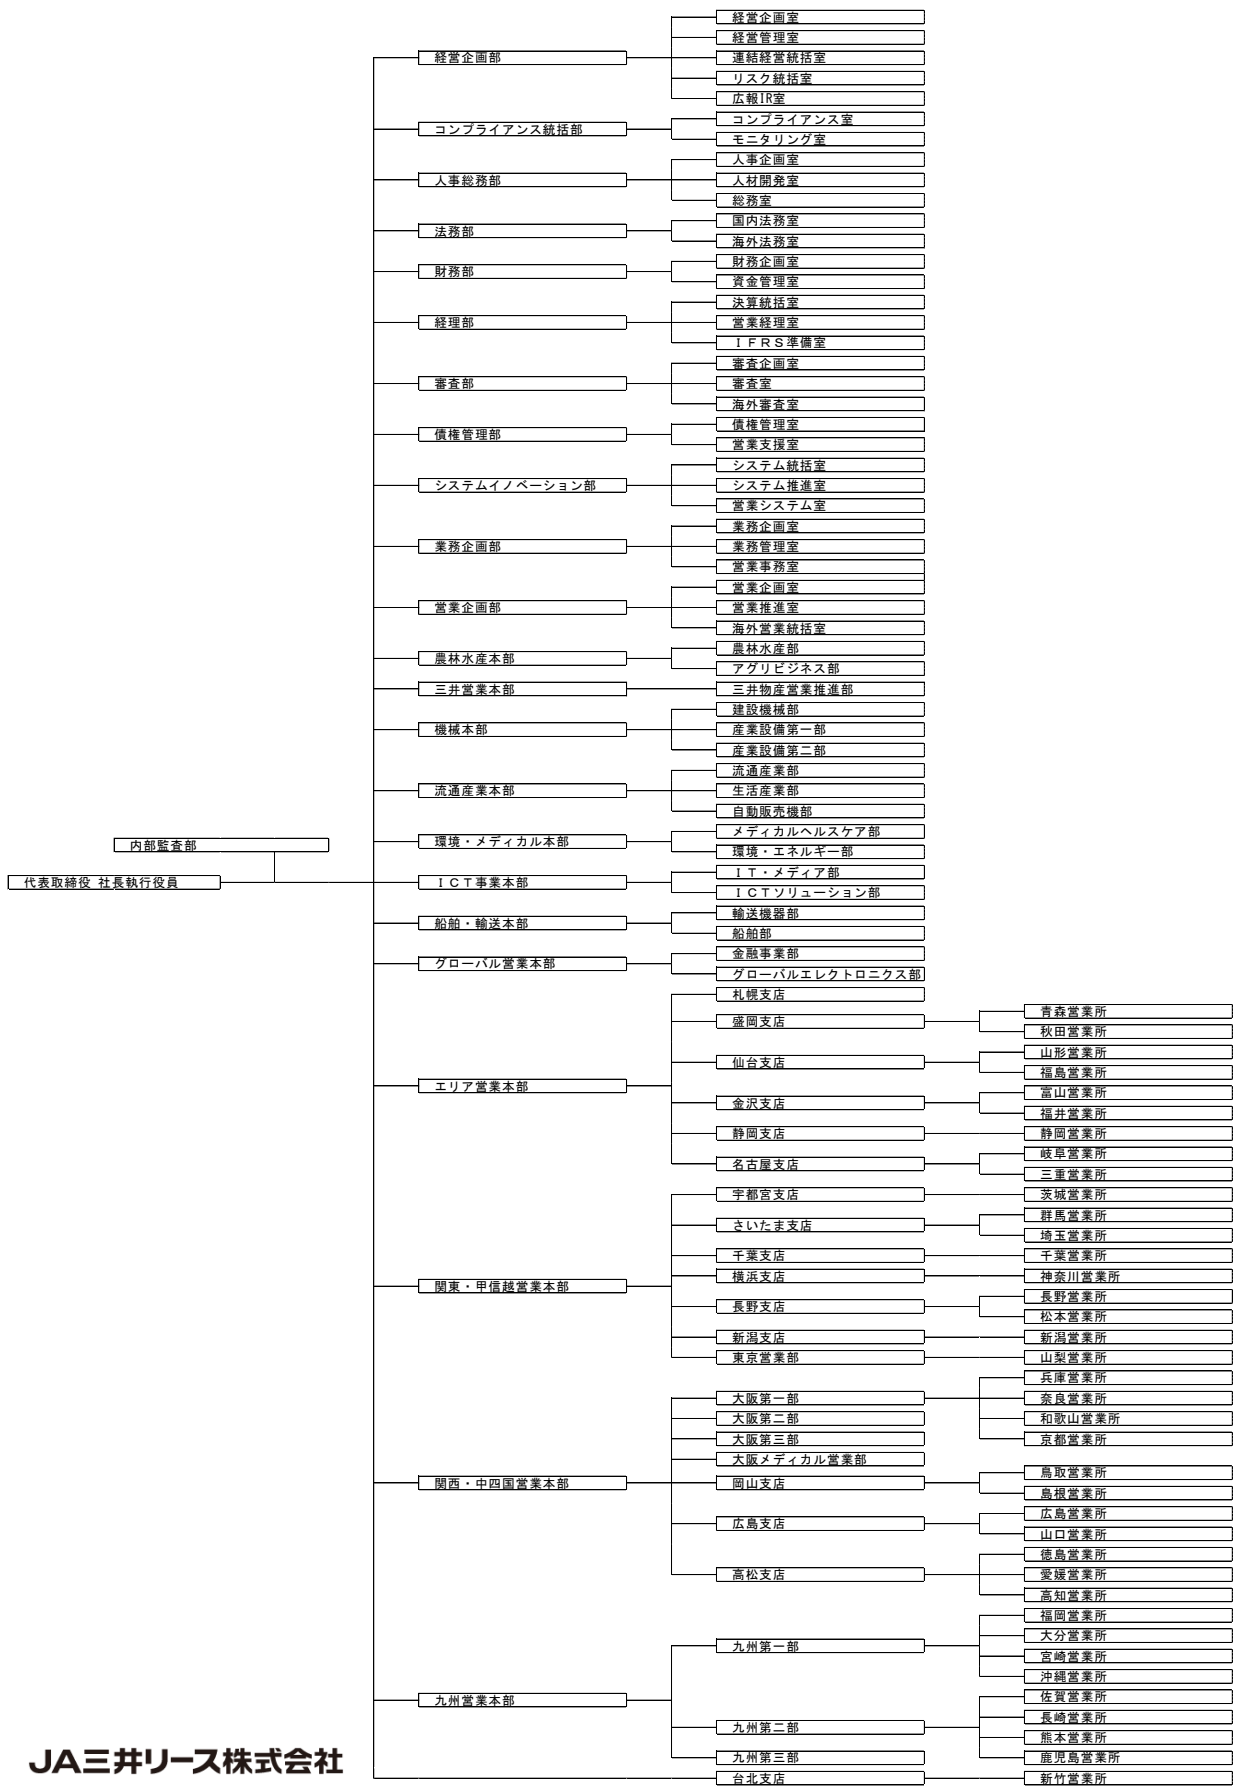 経営企画室
経営管理室
経営企画部
連結経営統括室
リスク統括室
広報IR室
コンプライアンス室
コンプライアンス統括部
モニタリング室
人事企画室
人事総務部
人材開発室
総務室
国内法務室
法務部
海外法務室
財務企画室
財務部
資金管理室
決算統括室
経理部
営業経理室
ＩＦＲＳ準備室
審査企画室
審査部
審査室
海外審査室
債権管理室
債権管理部
営業支援室
システム統括室
システムイノベーション部
システム推進室
営業システム室
業務企画室
業務企画部
業務管理室
営業事務室
営業企画室
営業企画部
営業推進室
海外営業統括室
農林水産部
農林水産本部
アグリビジネス部
三井営業本部
三井物産営業推進部
建設機械部
機械本部
産業設備第一部
産業設備第二部
流通産業部
流通産業本部
生活産業部
自動販売機部
メディカルヘルスケア部
環境・メディカル本部
内部監査部
環境・エネルギー部
ＩＴ・メディア部
代表取締役 社長執行役員
ＩＣＴ事業本部
ＩＣＴソリューション部
輸送機器部
船舶・輸送本部
船舶部
金融事業部
グローバル営業本部
グローバルエレクトロニクス部
札幌支店
青森営業所
盛岡支店
秋田営業所
山形営業所
仙台支店
福島営業所
エリア営業本部
富山営業所
金沢支店
福井営業所
静岡支店
静岡営業所
岐阜営業所
名古屋支店
三重営業所
宇都宮支店
茨城営業所
群馬営業所
さいたま支店
埼玉営業所
千葉支店
千葉営業所
横浜支店
神奈川営業所
関東・甲信越営業本部
長野営業所
長野支店
松本営業所
新潟支店
新潟営業所
東京営業部
山梨営業所
兵庫営業所
大阪第一部
奈良営業所
大阪第二部
和歌山営業所
大阪第三部
京都営業所
大阪メディカル営業部
鳥取営業所
関西・中四国営業本部
岡山支店
島根営業所
広島営業所
広島支店
山口営業所
徳島営業所
高松支店
愛媛営業所
高知営業所
福岡営業所
大分営業所
九州第一部
宮崎営業所
沖縄営業所
佐賀営業所
九州営業本部
長崎営業所
九州第二部
熊本営業所
九州第三部
鹿児島営業所
台北支店
新竹営業所
JA三井リース株式会社